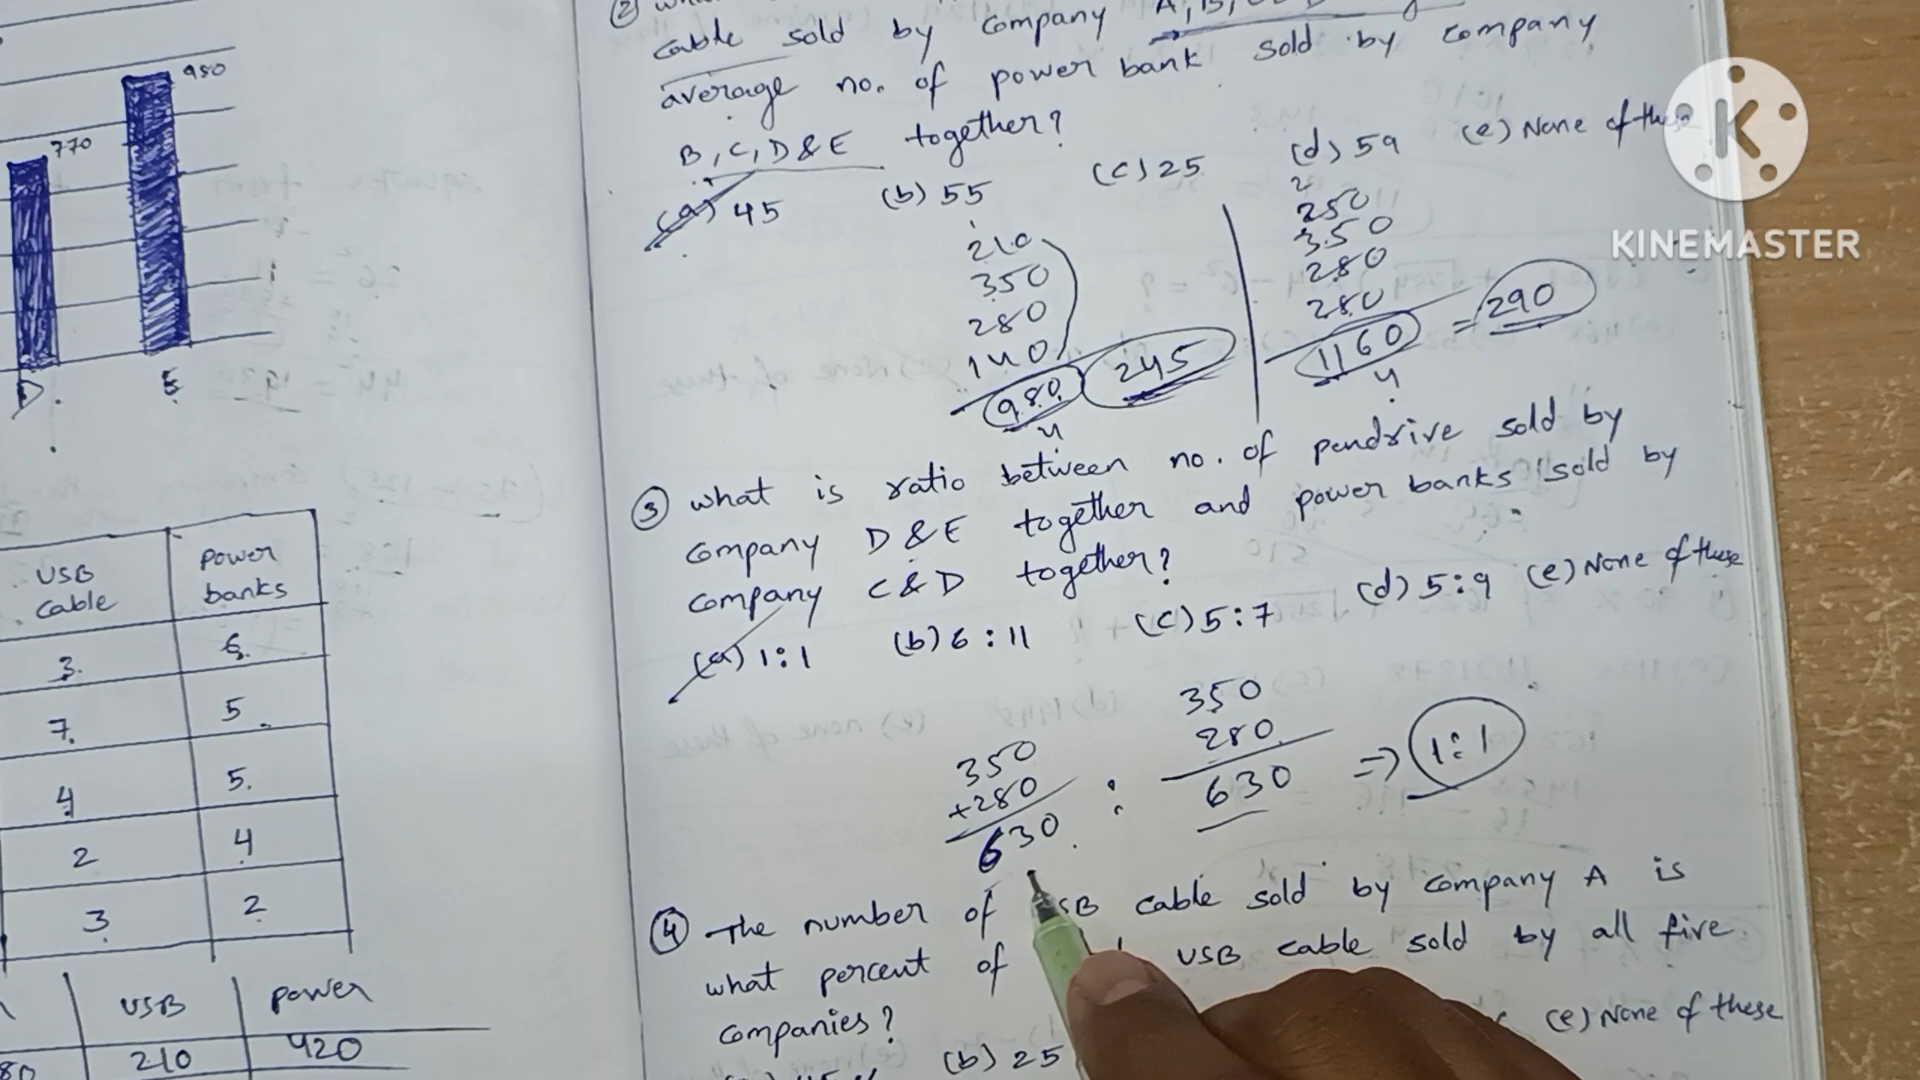 950
770
D.
E
USB
cable
power
banks
3.
6.
7.
5.
4
5.
2
4
3
2
USB
power
80
210
420
cable sold by company
average no. of power bank sold by company
B, C, D & E together?
(a) 45 (b) 55 (c) 25 (d) 59 (e) None of these
210
350
280
140
980
4
245
2
250
350
280
280
1160
4
= 290
3 what is ratio between no. of pendrive sold by
company D & E together and power banks sold by
company C & D together?
(a) 1:1 (b) 6:11 (c) 5:7 (d) 5:9 (e) None of these
350
+280
630
:
350
280
630
=> 1:1
4 The number of USB cable sold by company A is
what percent of USB cable sold by all five
companies?
(b) 25 (e) None of these
K
KINEMASTER